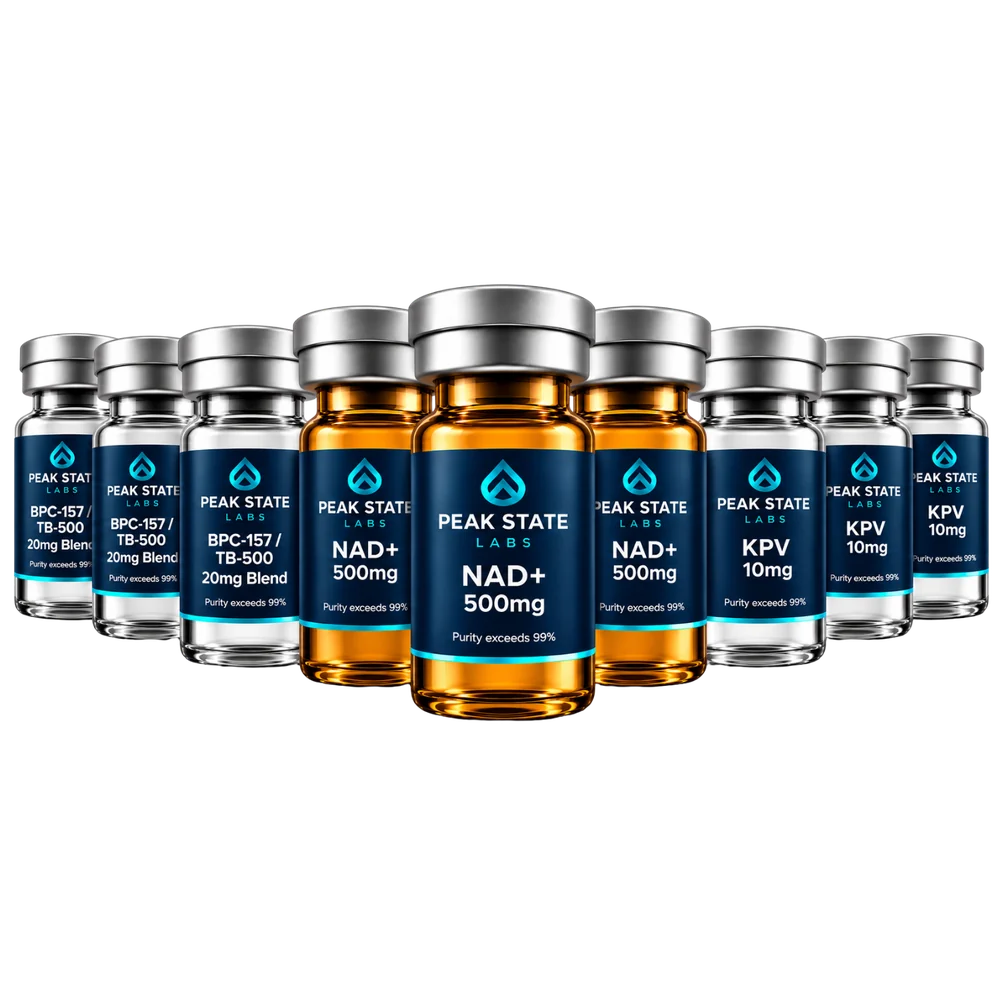 PEAK STATE
LABS
BPC-157 /
TB-500
20mg Blend
Purity exceeds 99%
PEAK STATE
LABS
BPC-157 /
TB-500
20mg Blend
Purity exceeds 99%
PEAK STATE
LABS
BPC-157 /
TB-500
20mg Blend
Purity exceeds 99%
PEAK STATE
LABS
NAD+
500mg
Purity exceeds 99%
PEAK STATE
LABS
NAD+
500mg
Purity exceeds 99%
PEAK STATE
LABS
NAD+
500mg
Purity exceeds 99%
PEAK STATE
LABS
KPV
10mg
Purity exceeds 99%
PEAK STATE
LABS
KPV
10mg
Purity exceeds 99%
PEAK STATE
LABS
KPV
10mg
Purity exceeds 99%